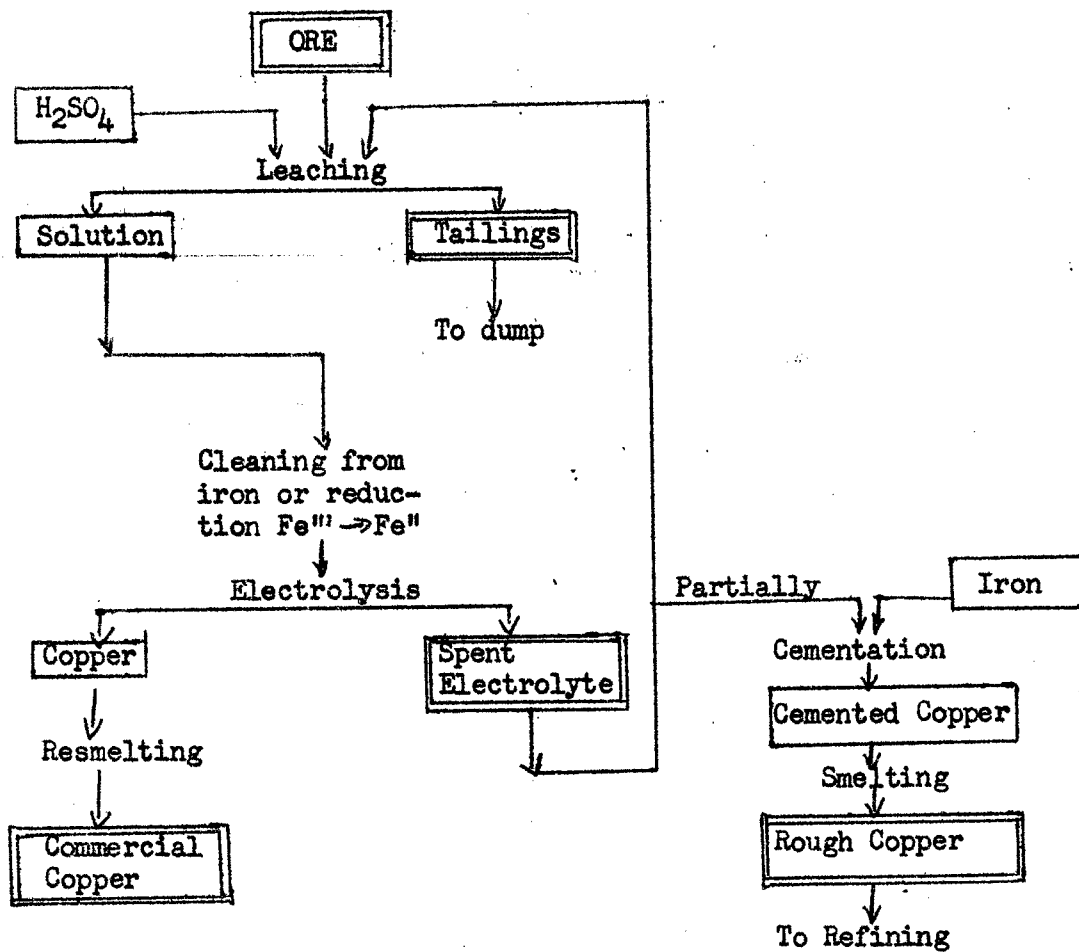 ORE
H₂SO₄
Leaching
Solution
Tailings
To dump
Cleaning from
iron or reduc-
tion Fe''' → Fe''
Electrolysis
Partially
Iron
Copper
Spent
Electrolyte
Cementation
Cemented Copper
Resmelting
Smelting
Commercial
Copper
Rough Copper
To Refining